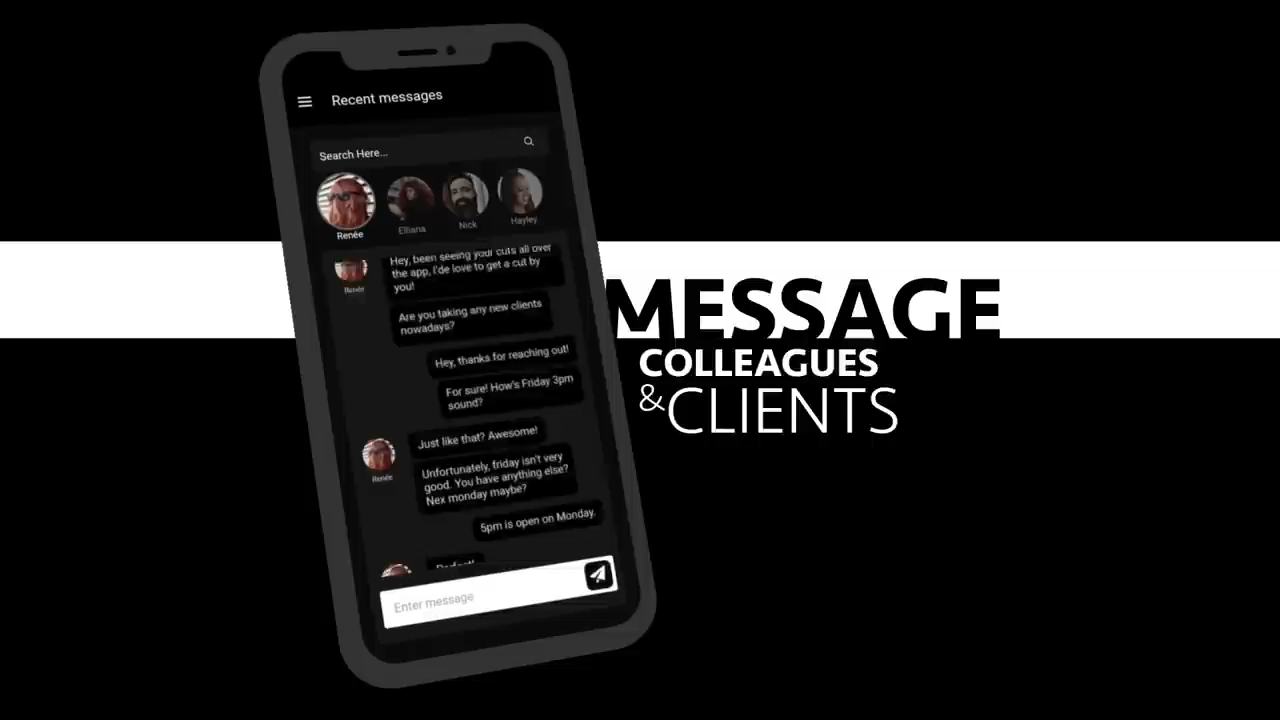 Recent messages
Search Here...
Renée
Elliana
Nick
Hayley
Hey, been seeing your cuts all over
the app, I'de love to get a cut by
you!
Renée
Are you taking any new clients
nowadays?
Hey, thanks for reaching out!
For sure! How's Friday 3pm
sound?
Just like that? Awesome!
Renée
Unfortunately, friday isn't very
good. You have anything else?
Nex monday maybe?
5pm is open on Monday.
Perfect!
Enter message
MESSAGE
COLLEAGUES
&CLIENTS